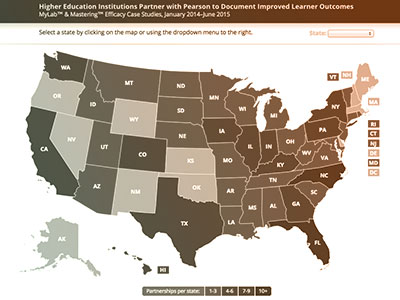 Higher Education Institutions Partner with Pearson to Document Improved Learner Outcomes
MyLab™ & Mastering™ Efficacy Case Studies, January 2014-June 2015
Select a state by clicking on the map or using the dropdown menu to the right.
State:
WA
MT
ND
MN
VT
NH
ME
OR
ID
SD
WI
MI
NY
MA
WY
RI
CT
NV
NE
IA
PA
NJ
DE
CA
UT
CO
KS
MO
IL
IN
OH
WV
VA
MD
DC
KY
AZ
NM
OK
AR
TN
NC
SC
TX
LA
MS
AL
GA
AK
HI
FL
Partnerships per state:
1-3
4-6
7-9
10+